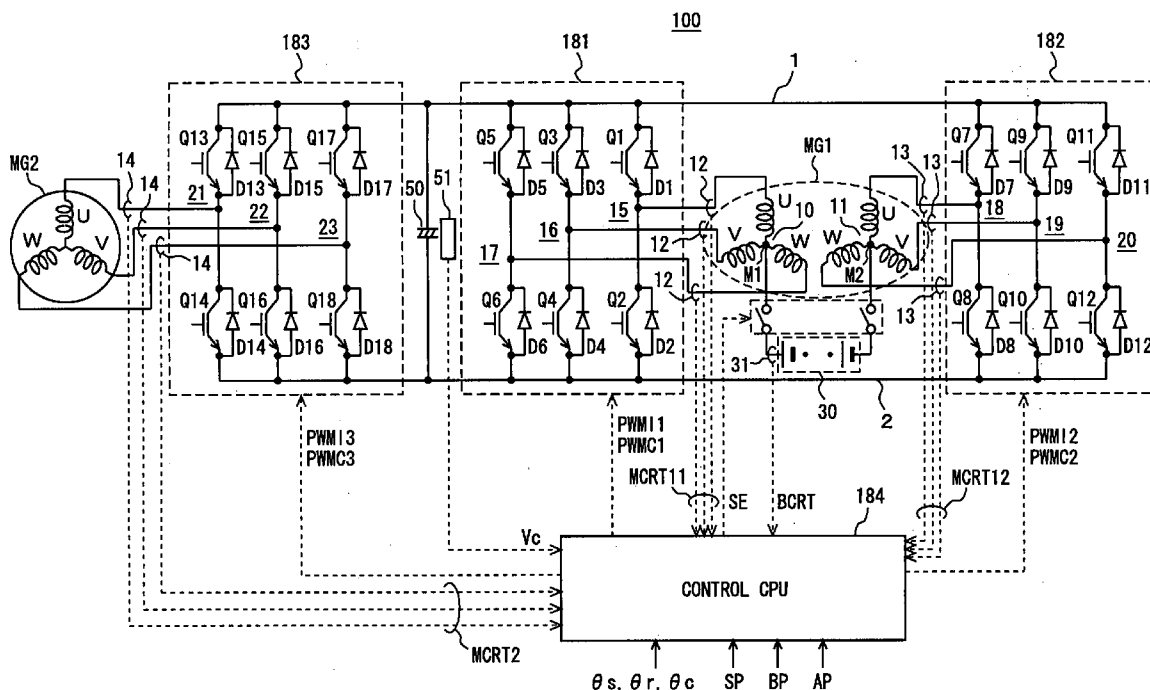 100
183
181
182
1
Q13
Q15
Q17
Q5
Q3
Q1
MG1
Q7
Q9
Q11
MG2
14
14
21
D13
D15
D17
50
51
D5
D3
12
D1
13
13
D7
D9
D11
U
22
15
U
10
11
U
18
W
V
23
14
16
12
V
W
W
V
19
17
M1
M2
20
12
13
Q14
Q16
Q18
Q6
Q4
Q2
Q8
Q10
Q12
D14
D16
D18
D6
D4
D2
31
D8
D10
D12
30
2
PWMI3
PWMC3
PWMI1
PWMC1
PWMI2
PWMC2
MCRT11
SE
BCRT
MCRT12
184
Vc
CONTROL CPU
MCRT2
θs, θr, θc
SP
BP
AP